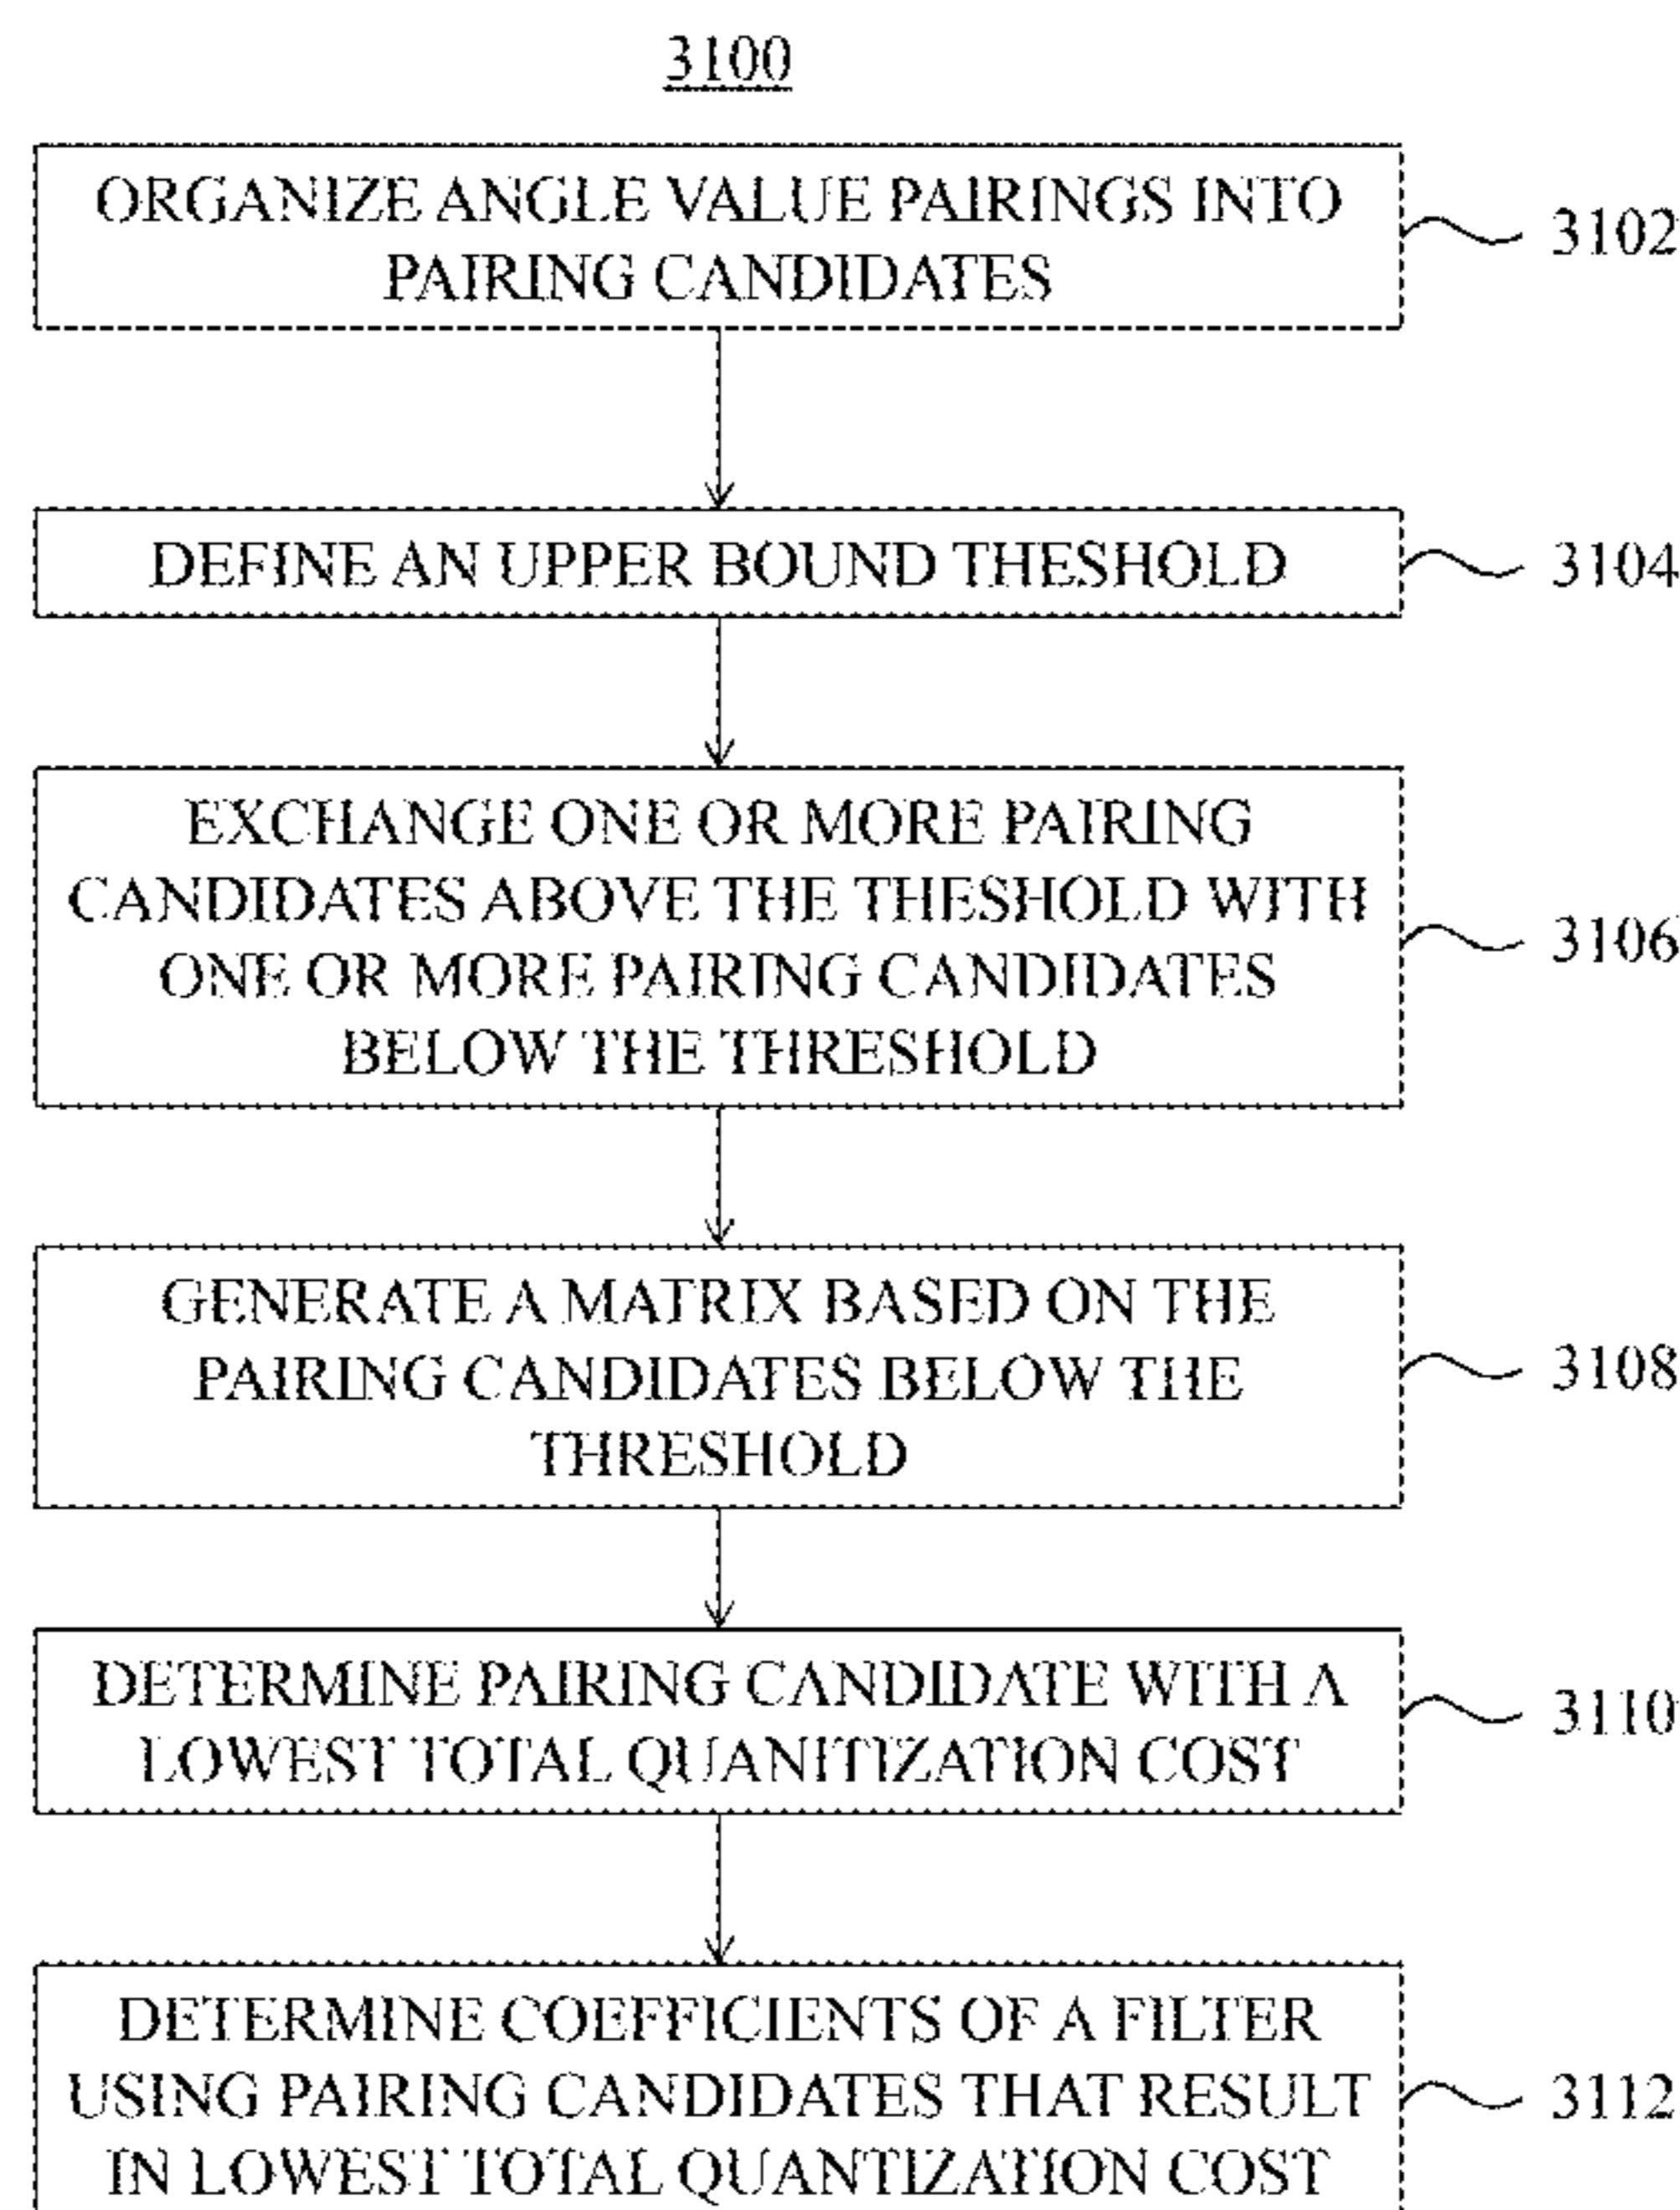 3100
ORGANIZE ANGLE VALUE PAIRINGS INTO
PAIRING CANDIDATES
3102
DEFINE AN UPPER BOUND THESHOLD
3104
EXCHANGE ONE OR MORE PAIRING
CANDIDATES ABOVE THE THESHOLD WITH
ONE OR MORE PAIRING CANDIDATES
BELOW THE THRESHOLD
3106
GENERATE A MATRIX BASED ON THE
PAIRING CANDIDATES BELOW THE
THRESHOLD
3108
DETERMINE PAIRING CANDIDATE WITH A
LOWEST TOTAL QUANITIZATION COST
3110
DETERMINE COEFFICIENTS OF A FILTER
USING PAIRING CANDIDATES THAT RESULT
IN LOWEST TOTAL QUANTIZATION COST
3112